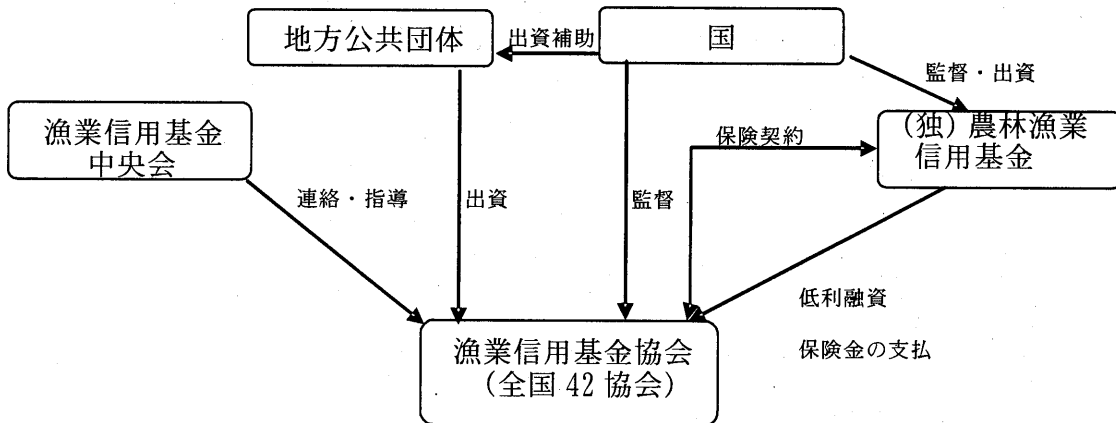 地方公共団体
出資補助
国
監督・出資
漁業信用基金
中央会
保険契約
(独)農林漁業
信用基金
連絡・指導
出資
監督
低利融資
保険金の支払
漁業信用基金協会
(全国42協会)